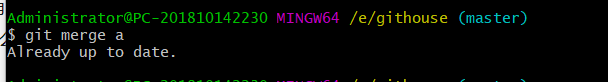 Administrator@PC-201810142230 MINGW64 /e/githouse (master)
$ git merge a
Already up to date.